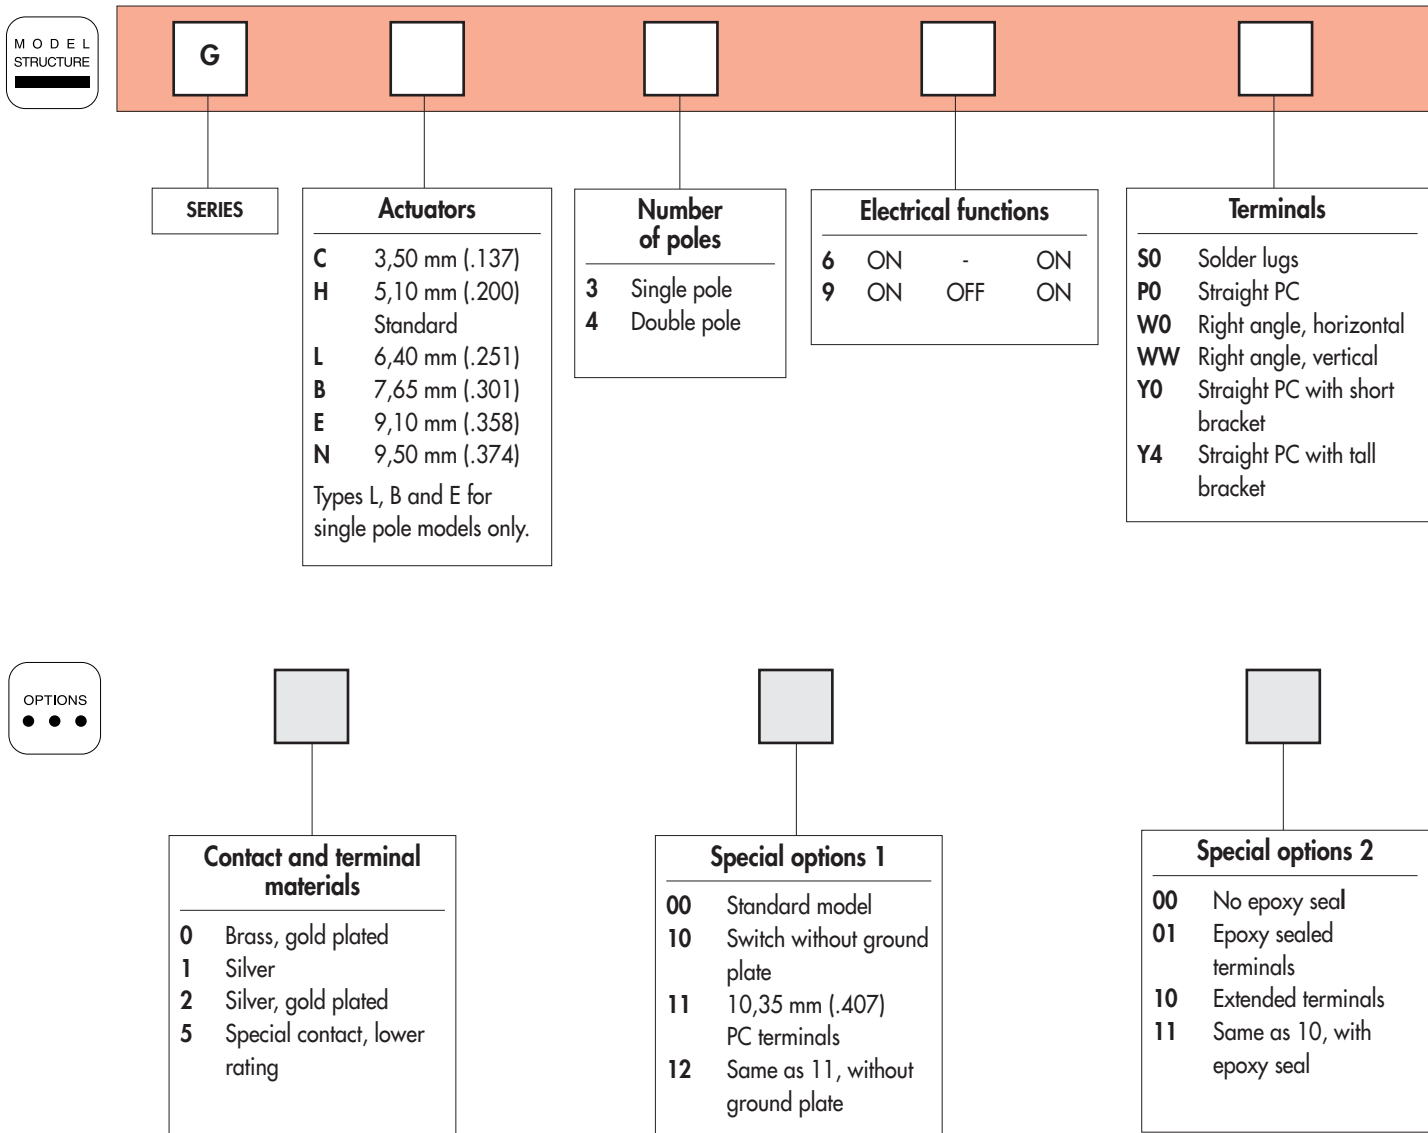 MODEL
STRUCTURE
G
SERIES
Actuators
C 3,50 mm (.137)
H 5,10 mm (.200)
Standard
L 6,40 mm (.251)
B 7,65 mm (.301)
E 9,10 mm (.358)
N 9,50 mm (.374)
Types L, B and E for
single pole models only.
Number
of poles
3 Single pole
4 Double pole
Electrical functions
6 ON - ON
9 ON OFF ON
Terminals
S0 Solder lugs
P0 Straight PC
W0 Right angle, horizontal
WW Right angle, vertical
Y0 Straight PC with short
bracket
Y4 Straight PC with tall
bracket
OPTIONS
Contact and terminal
materials
0 Brass, gold plated
1 Silver
2 Silver, gold plated
5 Special contact, lower
rating
Special options 1
00 Standard model
10 Switch without ground
plate
11 10,35 mm (.407)
PC terminals
12 Same as 11, without
ground plate
Special options 2
00 No epoxy seal
01 Epoxy sealed
terminals
10 Extended terminals
11 Same as 10, with
epoxy seal